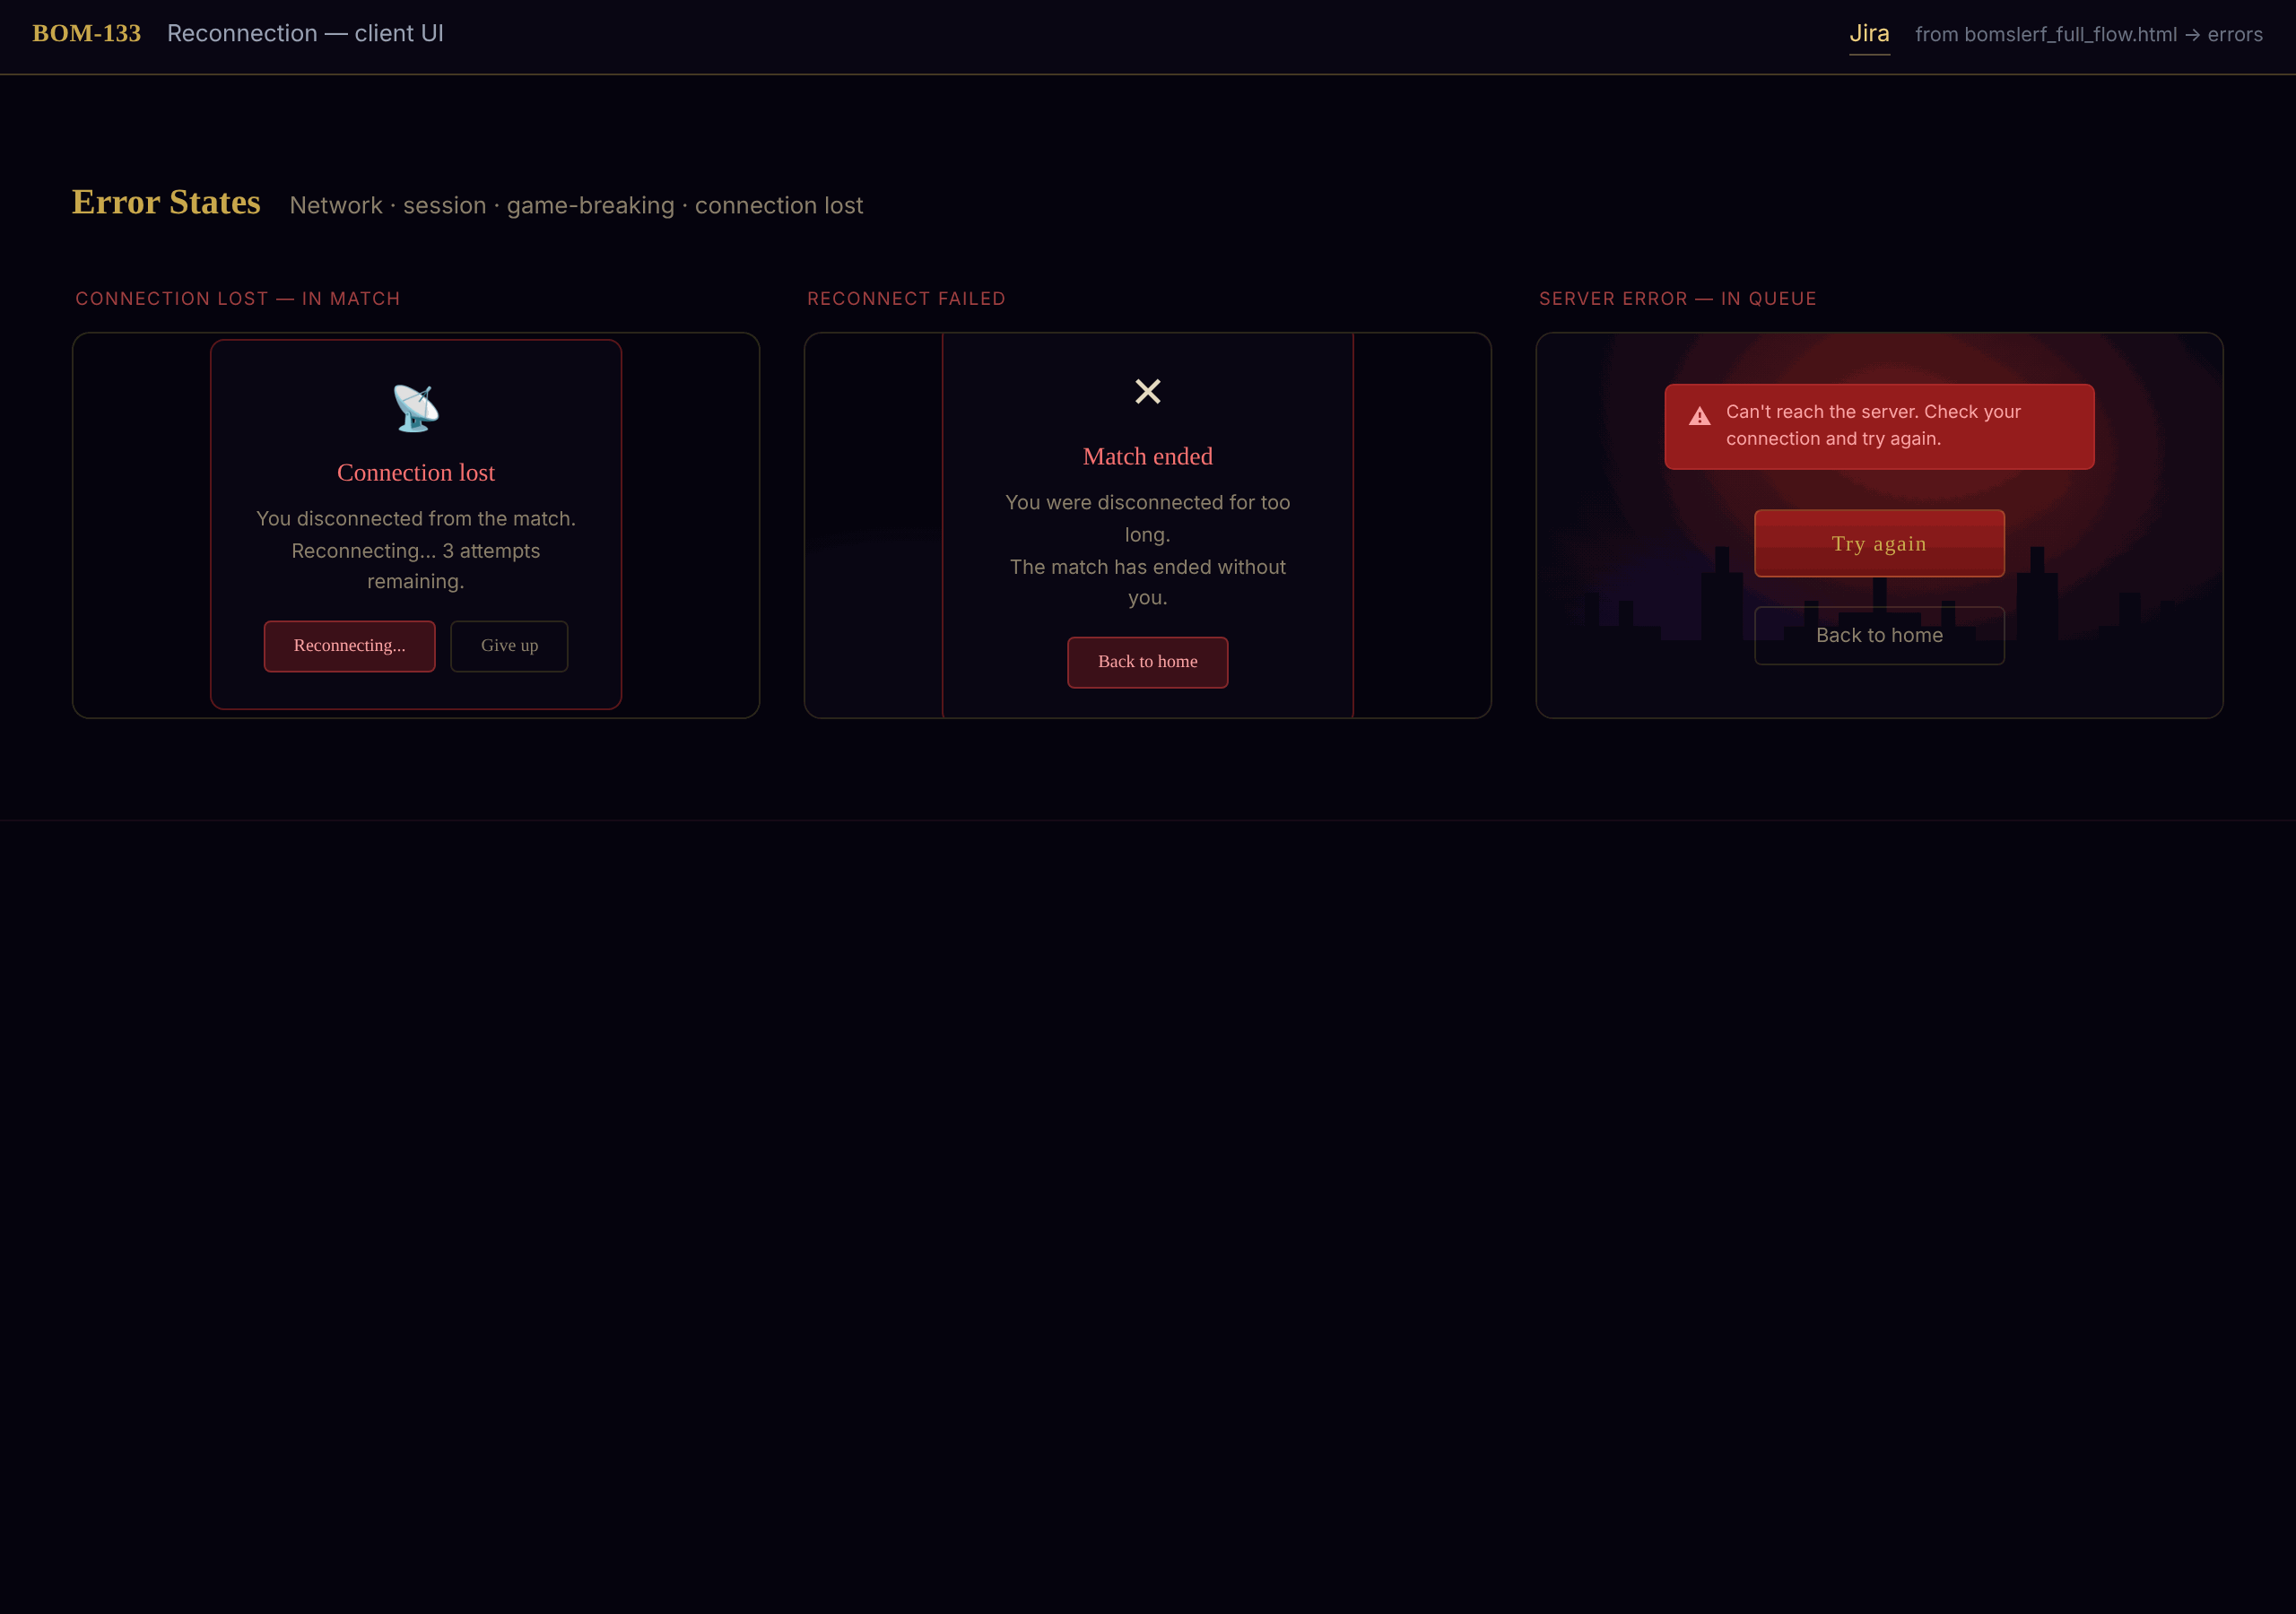 BOM-133 Reconnection — client UI
Jira from bomslerf_full_flow.html → errors
Error States Network · session · game-breaking · connection lost
CONNECTION LOST — IN MATCH
Connection lost
You disconnected from the match.
Reconnecting... 3 attempts
remaining.
Reconnecting... Give up
RECONNECT FAILED
✕
Match ended
You were disconnected for too
long.
The match has ended without
you.
Back to home
SERVER ERROR — IN QUEUE
Can't reach the server. Check your
connection and try again.
Try again
Back to home